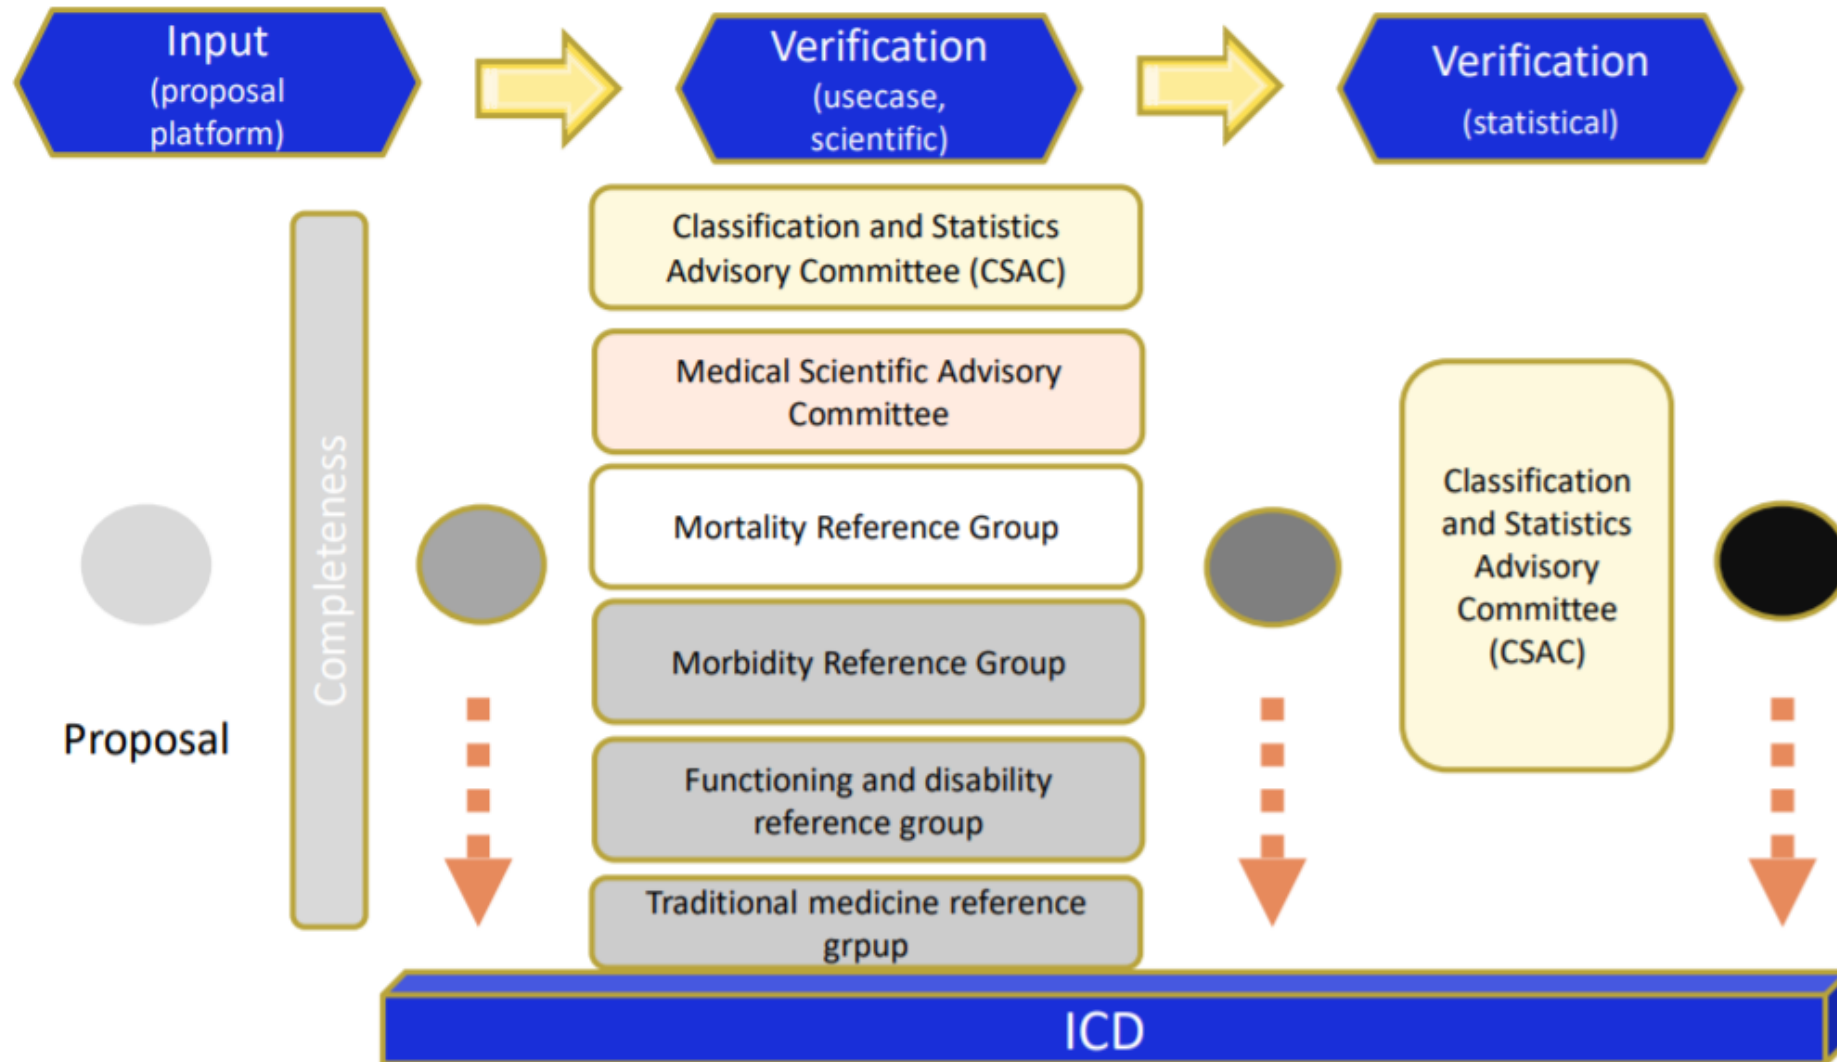 Input
(proposal
platform)
Verification
(usecase,
scientific)
Verification
(statistical)
Completeness
Proposal
Classification and Statistics
Advisory Committee (CSAC)
Medical Scientific Advisory
Committee
Mortality Reference Group
Morbidity Reference Group
Functioning and disability
reference group
Traditional medicine reference
grpup
Classification
and Statistics
Advisory
Committee
(CSAC)
ICD